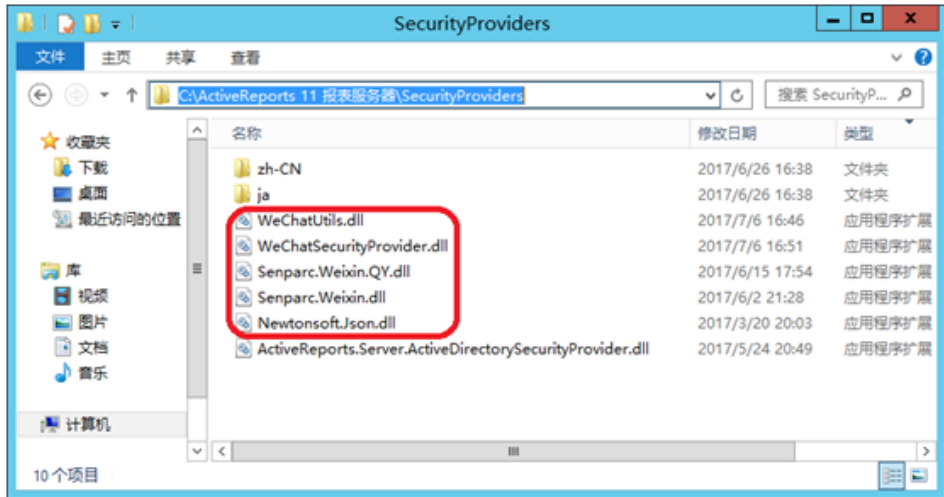 SecurityProviders
文件 主页 共享 查看
C:\ActiveReports 11 报表服务器\SecurityProviders 搜索 SecurityP...
收藏夹
下载
桌面
最近访问的位置
库
视频
图片
文档
音乐
计算机
名称 修改日期 类型
zh-CN 2017/6/26 16:38 文件夹
ja 2017/6/26 16:38 文件夹
WeChatUtils.dll 2017/7/6 16:46 应用程序扩展
WeChatSecurityProvider.dll 2017/7/6 16:51 应用程序扩展
Senparc.Weixin.QY.dll 2017/6/15 17:54 应用程序扩展
Senparc.Weixin.dll 2017/6/2 21:28 应用程序扩展
Newtonsoft.Json.dll 2017/3/20 20:03 应用程序扩展
ActiveReports.Server.ActiveDirectorySecurityProvider.dll 2017/5/24 20:49 应用程序扩展
10 个项目